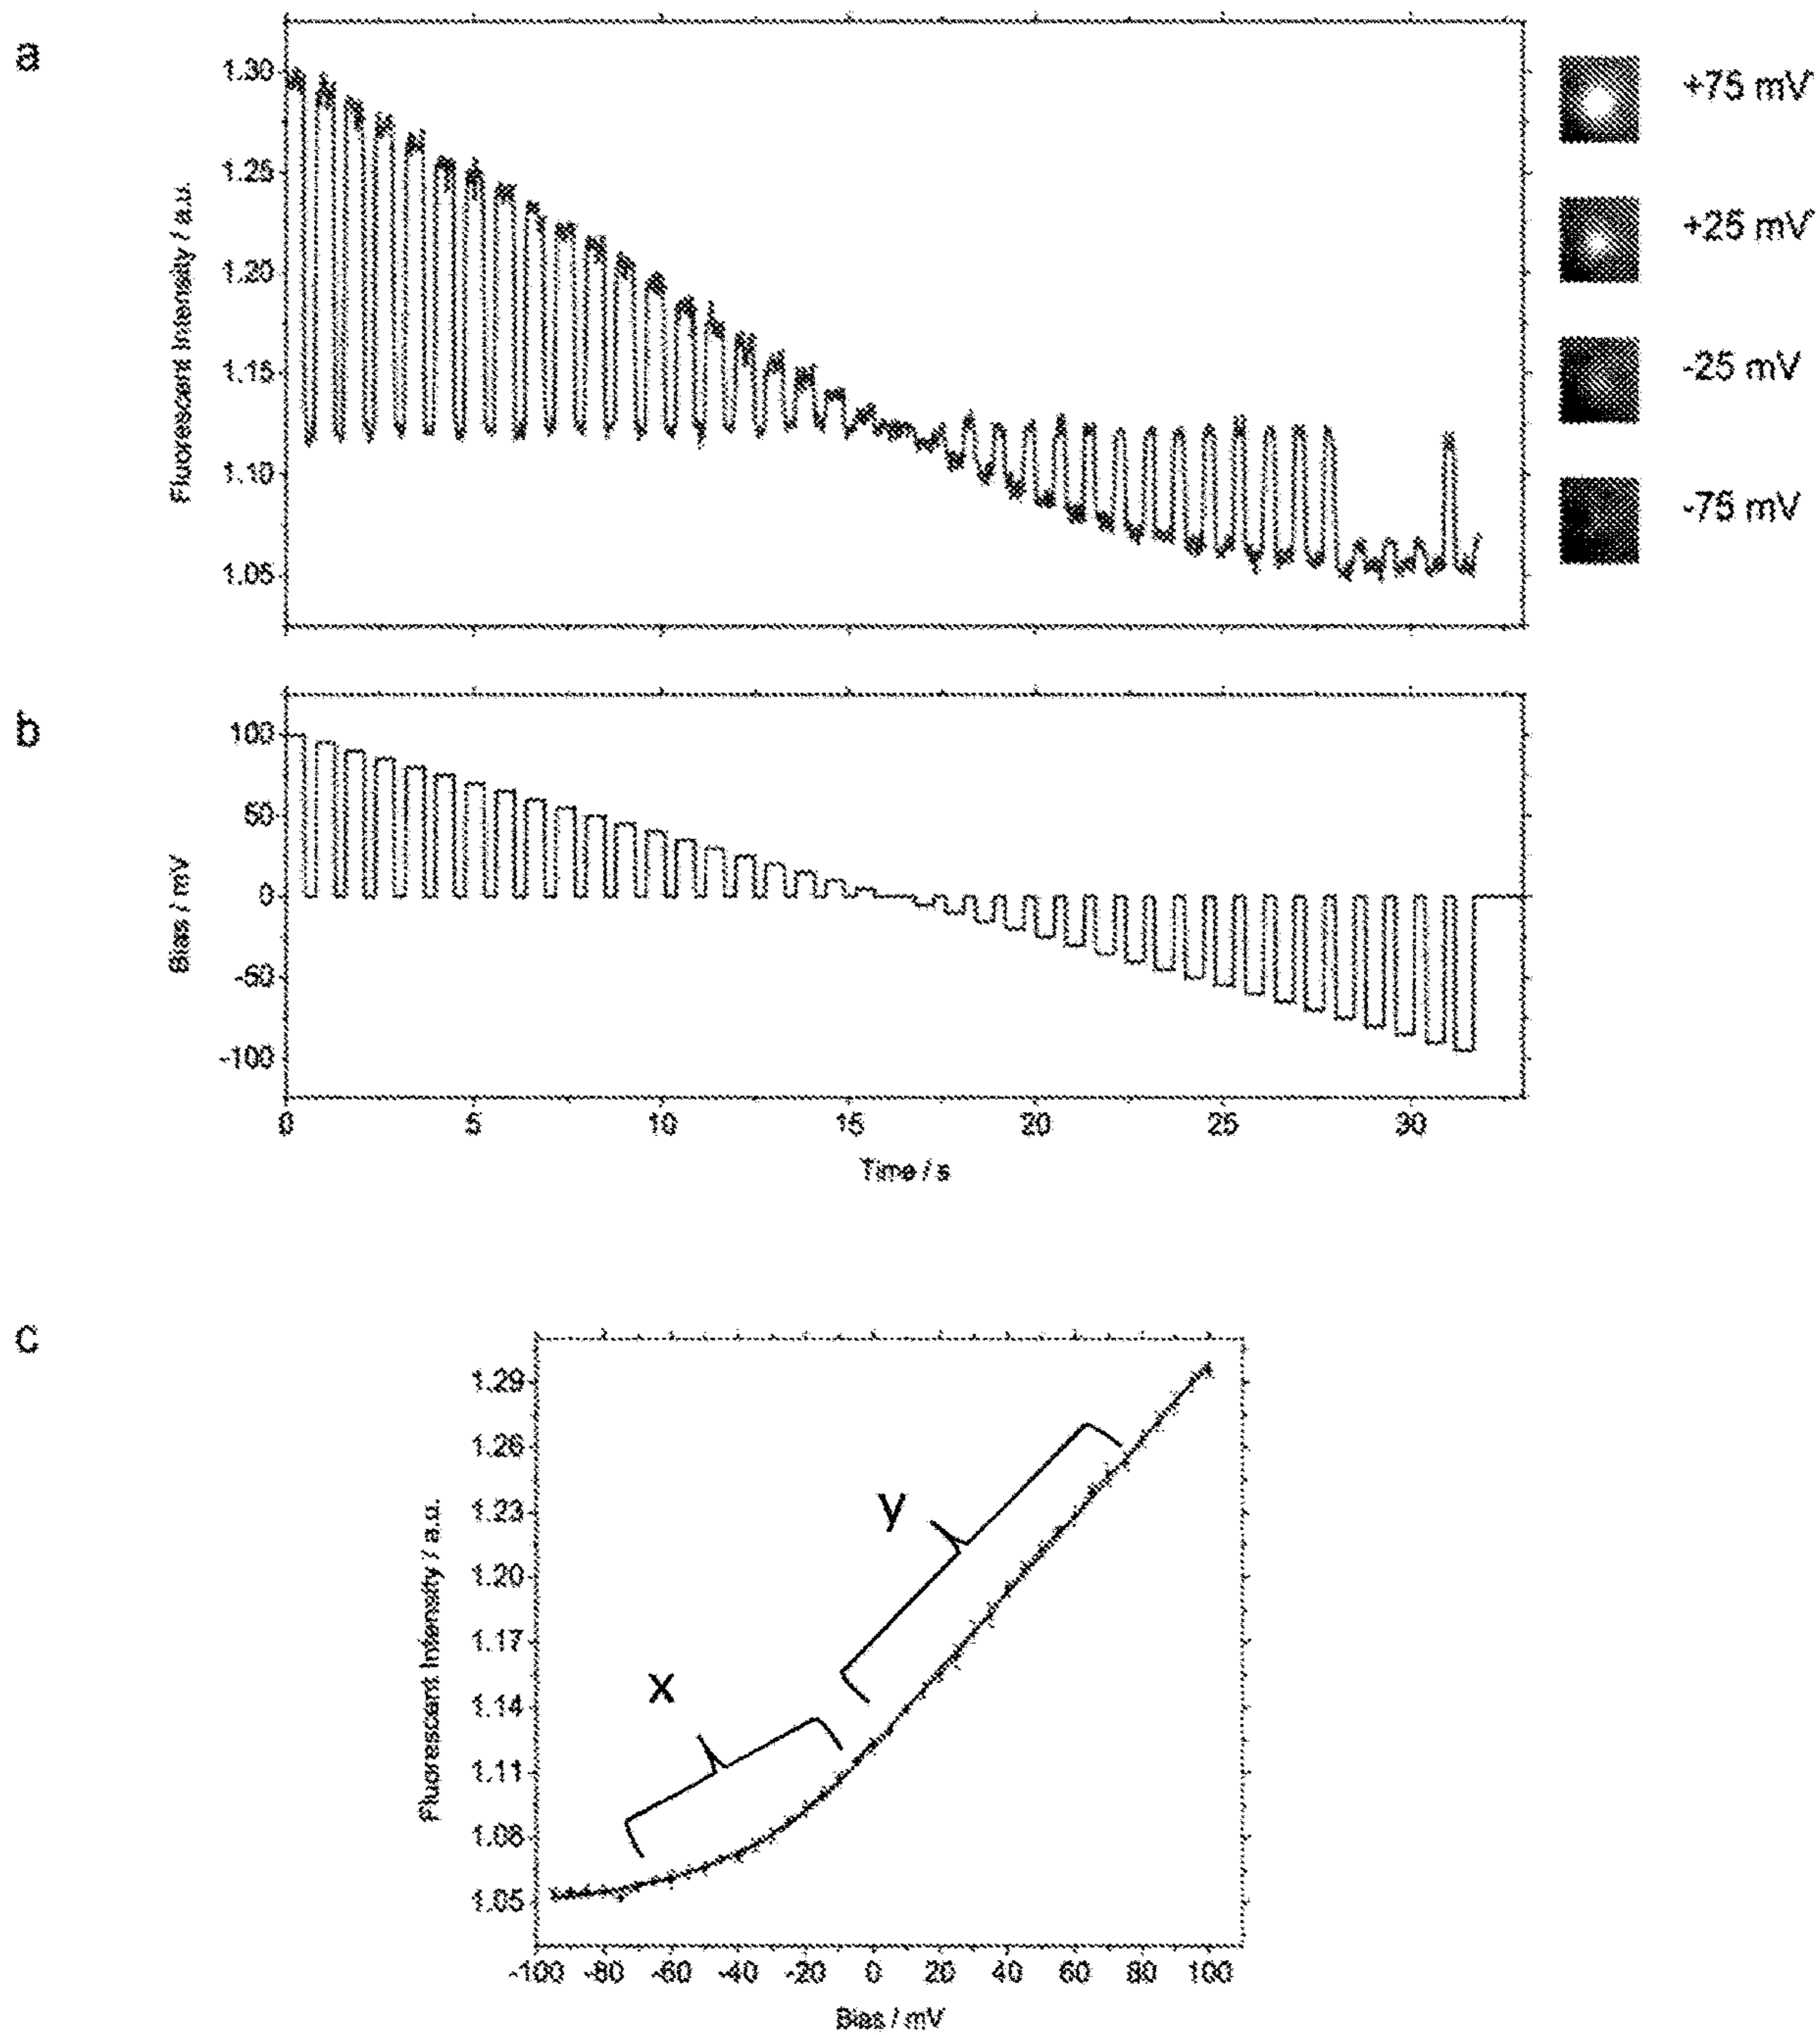 a
1.30
1.25
1.20
1.15
1.10
1.05
Fluorescent Intensity / a.u.
+75 mV
+25 mV
-25 mV
-75 mV
b
100
50
0
-50
-100
Bias / mV
0 5 10 15 20 25 30
Time / s
c
1.29
1.26
1.23
1.20
1.17
1.14
1.11
1.08
1.05
Fluorescent Intensity / a.u.
y
x
-100 -80 -60 -40 -20 0 20 40 60 80 100
Bias / mV